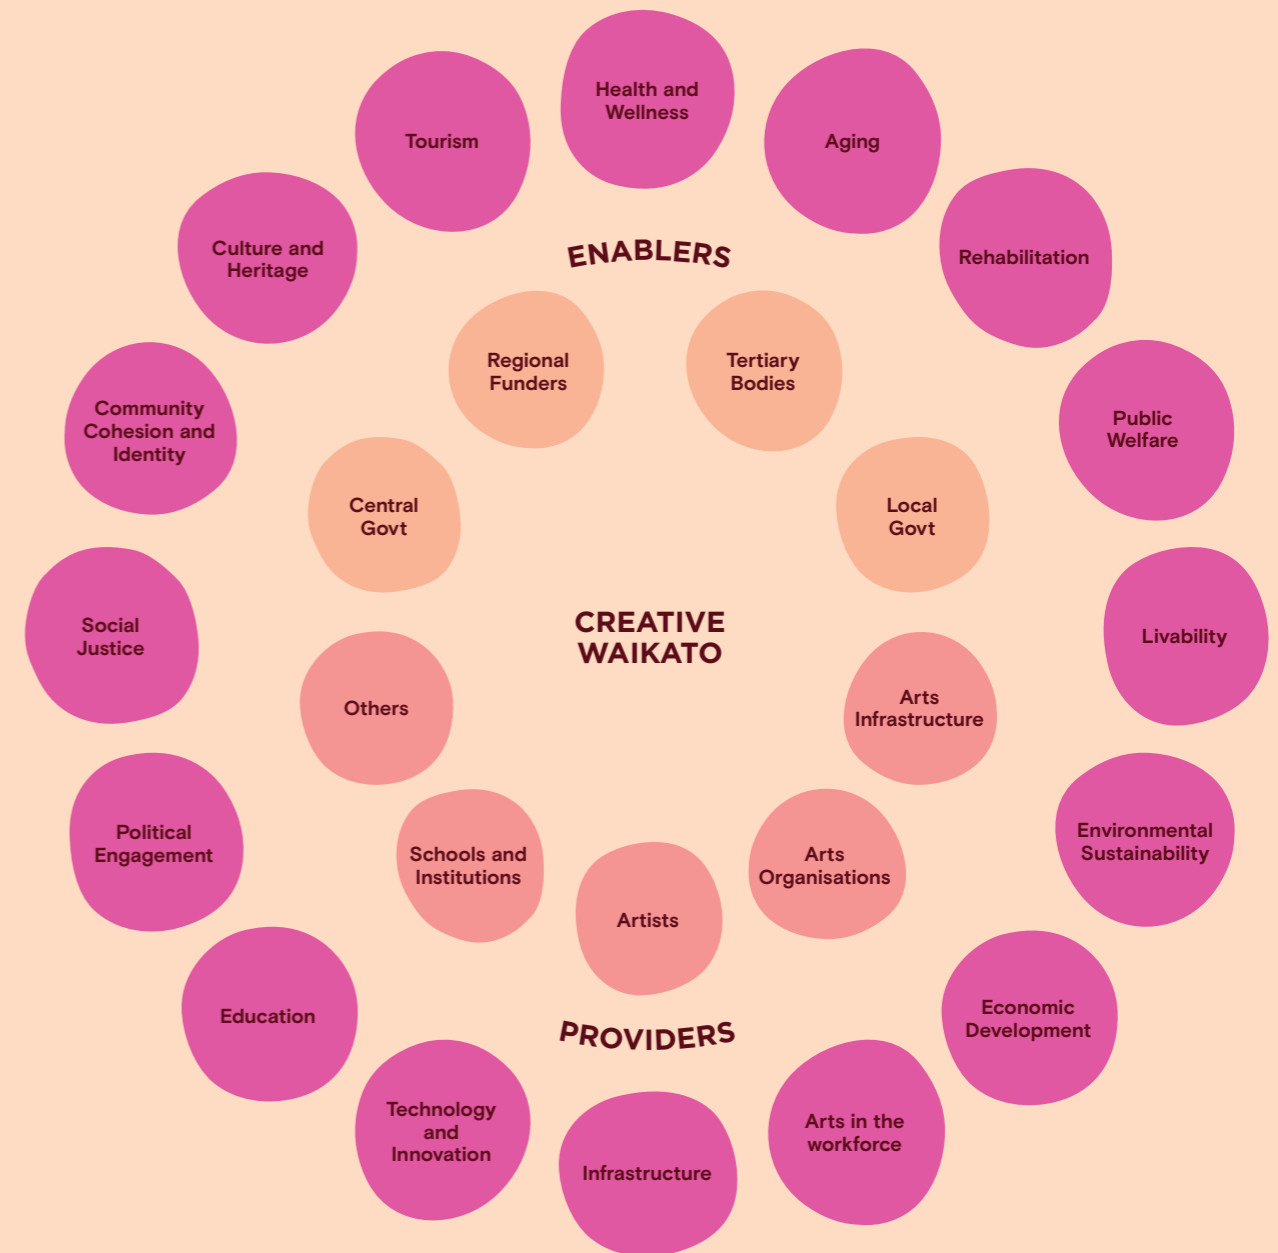 Health and
Wellness
Tourism
Aging
Culture and
Heritage
Rehabilitation
ENABLERS
Regional
Funders
Tertiary
Bodies
Community
Cohesion and
Identity
Public
Welfare
Central
Govt
Local
Govt
CREATIVE
WAIKATO
Social
Justice
Livability
Others
Arts
Infrastructure
Political
Engagement
Environmental
Sustainability
Schools and
Institutions
Arts
Organisations
Artists
Education
Economic
Development
PROVIDERS
Technology
and
Innovation
Arts in the
workforce
Infrastructure